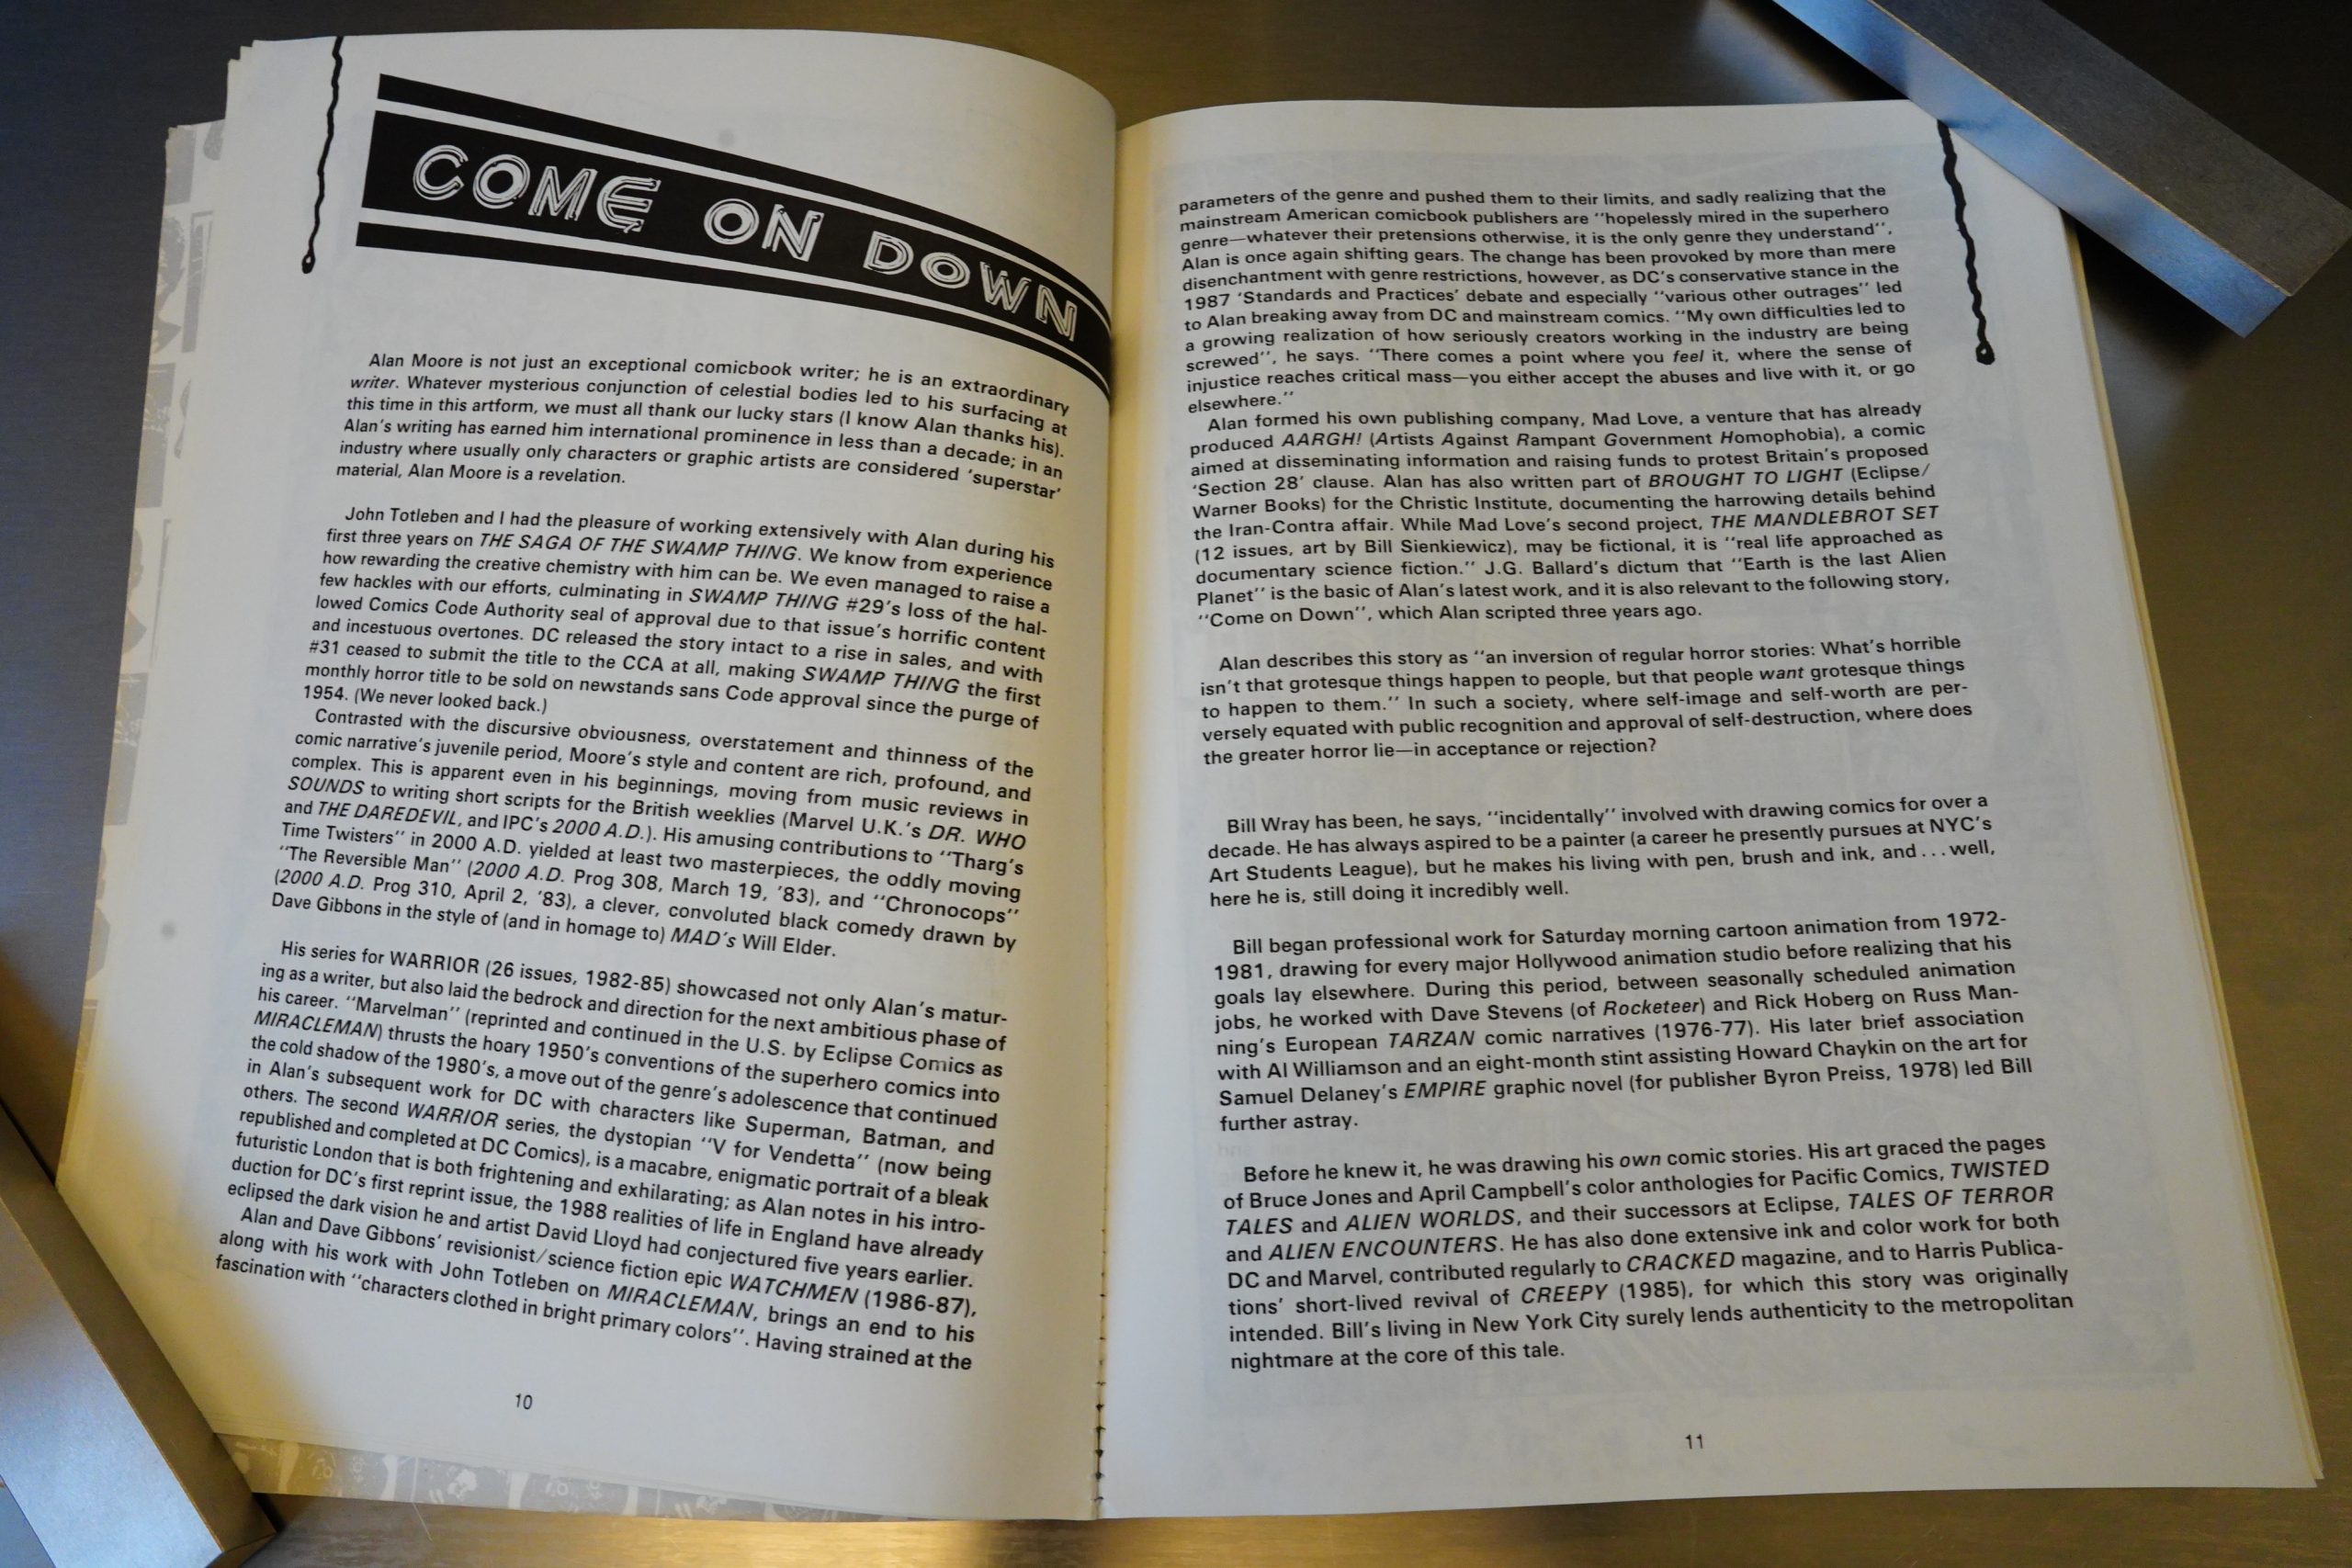 COME ON DOWN
Alan Moore is not just an exceptional comicbook writer; he is an extraordinary
writer. Whatever mysterious conjunction of celestial bodies led to his surfacing at
this time in this artform, we must all thank our lucky stars (I know Alan thanks his).
Alan's writing has earned him international prominence in less than a decade; in an
industry where usually only characters or graphic artists are considered 'superstar'
material, Alan Moore is a revelation.
John Totleben and I had the pleasure of working extensively with Alan during his
first three years on THE SAGA OF THE SWAMP THING. We know from experience
how rewarding the creative chemistry with him can be. We even managed to raise a
few hackles with our efforts, culminating in SWAMP THING #29's loss of the hal-
lowed Comics Code Authority seal of approval due to that issue's horrific content
and incestuous overtones. DC released the story intact to a rise in sales, and with
#31 ceased to submit the title to the CCA at all, making SWAMP THING the first
monthly horror title to be sold on newstands sans Code approval since the purge of
1954. (We never looked back.)
Contrasted with the discursive obviousness, overstatement and thinness of the
comic narrative's juvenile period, Moore's style and content are rich, profound, and
complex. This is apparent even in his beginnings, moving from music reviews in
SOUNDS to writing short scripts for the British weeklies (Marvel U.K.'s DR. WHO
and THE DAREDEVIL, and IPC's 2000 A.D.). His amusing contributions to ''Tharg's
Time Twisters'' in 2000 A.D. yielded at least two masterpieces, the oddly moving
''The Reversible Man'' (2000 A.D. Prog 308, March 19, '83), and ''Chronocops''
(2000 A.D. Prog 310, April 2, '83), a clever, convoluted black comedy drawn by
Dave Gibbons in the style of (and in homage to) MAD's Will Elder.
His series for WARRIOR (26 issues, 1982-85) showcased not only Alan's matur-
ing as a writer, but also laid the bedrock and direction for the next ambitious phase of
his career. ''Marvelman'' (reprinted and continued in the U.S. by Eclipse Comics as
MIRACLEMAN) thrusts the hoary 1950's conventions of the superhero comics into
the cold shadow of the 1980's, a move out of the genre's adolescence that continued
in Alan's subsequent work for DC with characters like Superman, Batman, and
others. The second WARRIOR series, the dystopian ''V for Vendetta'' (now being
republished and completed at DC Comics), is a macabre, enigmatic portrait of a bleak
futuristic London that is both frightening and exhilarating; as Alan notes in his intro-
duction for DC's first reprint issue, the 1988 realities of life in England have already
eclipsed the dark vision he and artist David Lloyd had conjectured five years earlier.
Alan and Dave Gibbons' revisionist/science fiction epic WATCHMEN (1986-87),
along with his work with John Totleben on MIRACLEMAN, brings an end to his
fascination with ''characters clothed in bright primary colors''. Having strained at the
10
parameters of the genre and pushed them to their limits, and sadly realizing that the
mainstream American comicbook publishers are ''hopelessly mired in the superhero
genre—whatever their pretensions otherwise, it is the only genre they understand'',
Alan is once again shifting gears. The change has been provoked by more than mere
disenchantment with genre restrictions, however, as DC's conservative stance in the
1987 'Standards and Practices' debate and especially ''various other outrages'' led
to Alan breaking away from DC and mainstream comics. ''My own difficulties led to
a growing realization of how seriously creators working in the industry are being
screwed'', he says. ''There comes a point where you feel it, where the sense of
injustice reaches critical mass—you either accept the abuses and live with it, or go
elsewhere.''
Alan formed his own publishing company, Mad Love, a venture that has already
produced AARGH! (Artists Against Rampant Government Homophobia), a comic
aimed at disseminating information and raising funds to protest Britain's proposed
'Section 28' clause. Alan has also written part of BROUGHT TO LIGHT (Eclipse/
Warner Books) for the Christic Institute, documenting the harrowing details behind
the Iran-Contra affair. While Mad Love's second project, THE MANDLEBROT SET
(12 issues, art by Bill Sienkiewicz), may be fictional, it is ''real life approached as
documentary science fiction.'' J.G. Ballard's dictum that ''Earth is the last Alien
Planet'' is the basic of Alan's latest work, and it is also relevant to the following story,
''Come on Down'', which Alan scripted three years ago.
Alan describes this story as ''an inversion of regular horror stories: What's horrible
isn't that grotesque things happen to people, but that people want grotesque things
to happen to them.'' In such a society, where self-image and self-worth are per-
versely equated with public recognition and approval of self-destruction, where does
the greater horror lie—in acceptance or rejection?
Bill Wray has been, he says, ''incidentally'' involved with drawing comics for over a
decade. He has always aspired to be a painter (a career he presently pursues at NYC's
Art Students League), but he makes his living with pen, brush and ink, and...well,
here he is, still doing it incredibly well.
Bill began professional work for Saturday morning cartoon animation from 1972-
1981, drawing for every major Hollywood animation studio before realizing that his
goals lay elsewhere. During this period, between seasonally scheduled animation
jobs, he worked with Dave Stevens (of Rocketeer) and Rick Hoberg on Russ Man-
ning's European TARZAN comic narratives (1976-77). His later brief association
with Al Williamson and an eight-month stint assisting Howard Chaykin on the art for
Samuel Delaney's EMPIRE graphic novel (for publisher Byron Preiss, 1978) led Bill
further astray.
Before he knew it, he was drawing his own comic stories. His art graced the pages
of Bruce Jones and April Campbell's color anthologies for Pacific Comics, TWISTED
TALES and ALIEN WORLDS, and their successors at Eclipse, TALES OF TERROR
and ALIEN ENCOUNTERS. He has also done extensive ink and color work for both
DC and Marvel, contributed regularly to CRACKED magazine, and to Harris Publica-
tions' short-lived revival of CREEPY (1985), for which this story was originally
intended. Bill's living in New York City surely lends authenticity to the metropolitan
nightmare at the core of this tale.
11